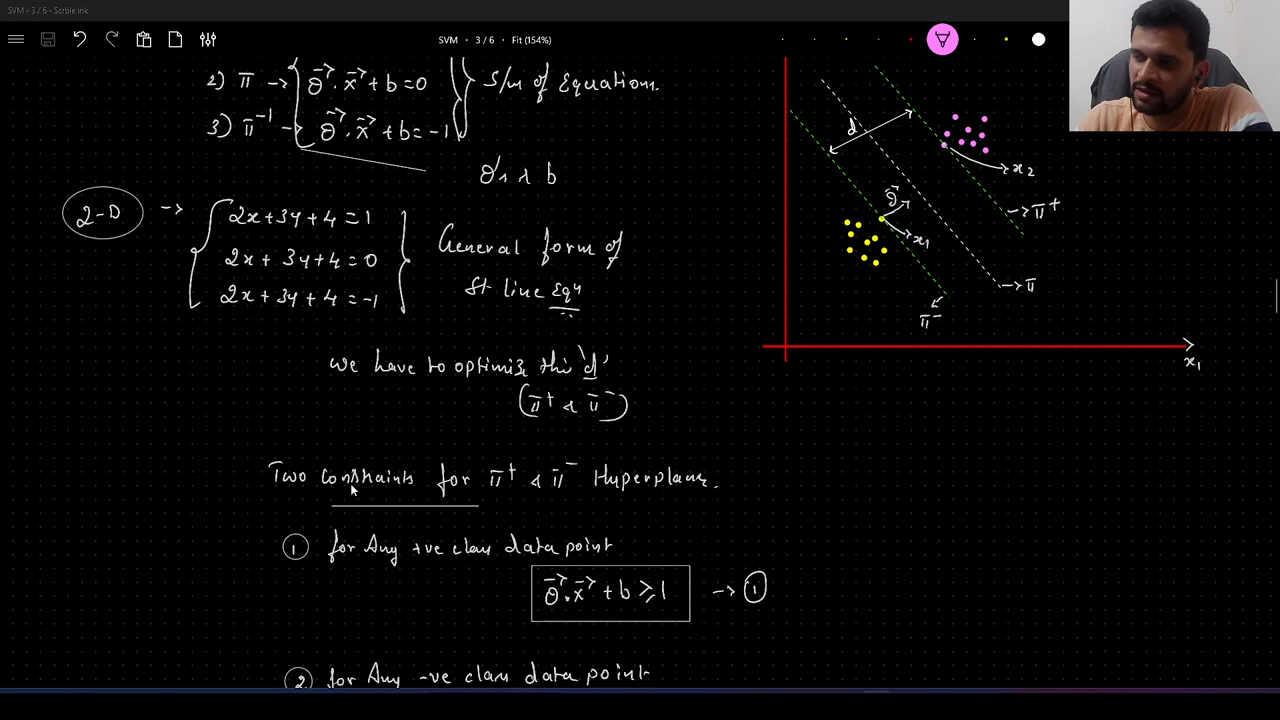 SVM - 3 / 6 - Scrible Ink
SVM • 3 / 6 • Fit (154%)
2) π → θ⃗ . x⃗ + b = 0
3) π⁻¹ → θ⃗ . x⃗ + b = -1
S/m of Equations.
θ's & b
2-D →
2x + 3y + 4 = 1
2x + 3y + 4 = 0
2x + 3y + 4 = -1
General form of
St line Eqⁿ
we have to optimize this 'd'
(π⁺ & π⁻)
Two constraints for π⁺ & π⁻ Hyperplane.
① for Any +ve class data point
θ⃗ . x⃗ + b ≥ 1 → ①
② for Any -ve class data point
d
θ⃗
x₂
→ π⁺
x₁
→ π
π⁻
x₁